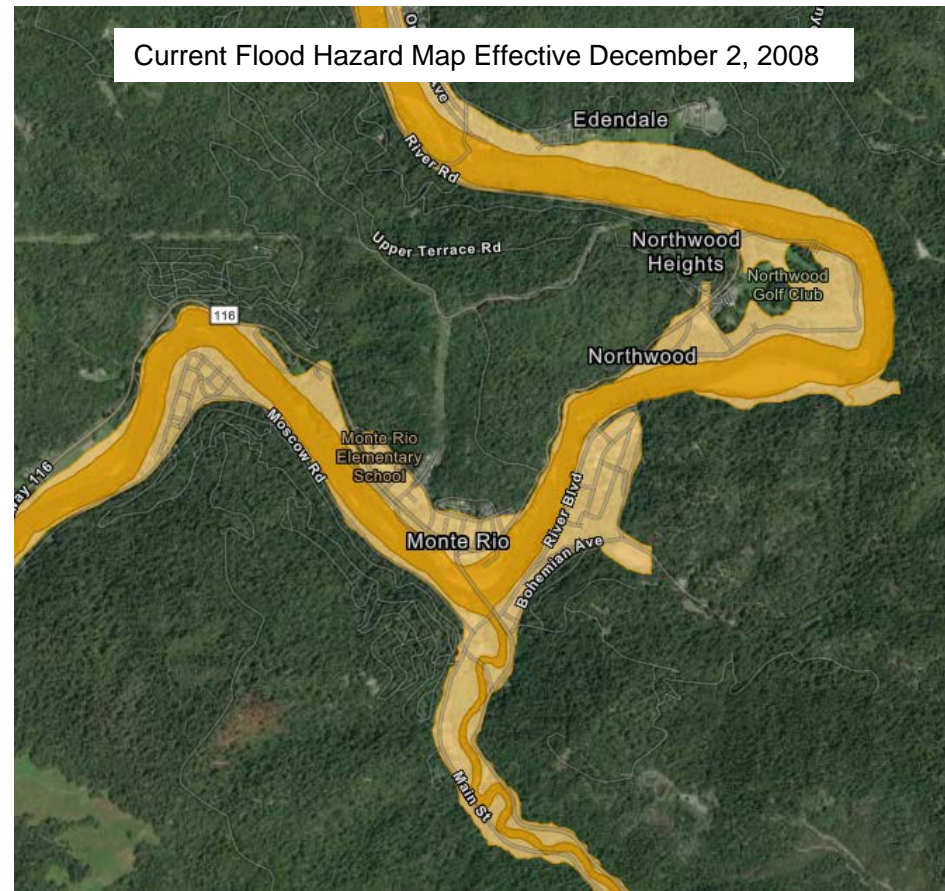 Current Flood Hazard Map Effective December 2, 2008
Edendale
River Rd
Upper Terrace Rd
Northwood
Heights
Northwood
Golf Club
116
Northwood
Moscow Rd
Monte Rio
Elementary
School
River Blvd
Monte Rio
Bohemian Ave
Main St